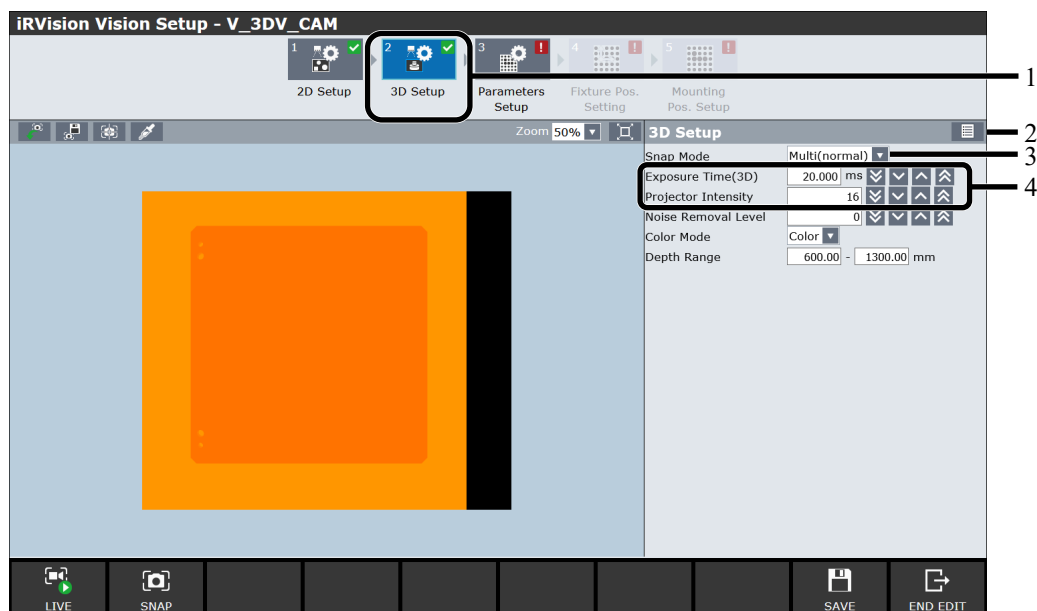 iRVision Vision Setup - V_3DV_CAM
1 2 3 4 5
2D Setup 3D Setup Parameters Setup Fixture Pos. Setting Mounting Pos. Setup
1
Zoom 50%
3D Setup
2
Snap Mode Multi(normal)
3
Exposure Time(3D) 20.000 ms
Projector Intensity 16
4
Noise Removal Level 0
Color Mode Color
Depth Range 600.00 - 1300.00 mm
LIVE SNAP SAVE END EDIT